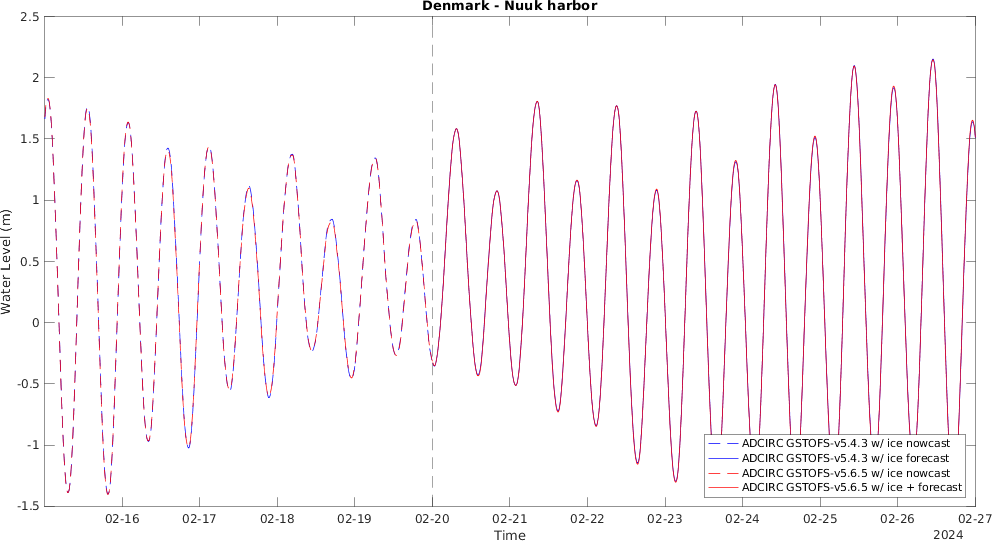 Denmark - Nuuk harbor
2.5
2
1.5
1
0.5
0
-0.5
-1
-1.5
Water Level (m)
ADCIRC GSTOFS-v5.4.3 w/ ice nowcast
ADCIRC GSTOFS-v5.4.3 w/ ice forecast
ADCIRC GSTOFS-v5.6.5 w/ ice nowcast
ADCIRC GSTOFS-v5.6.5 w/ ice + forecast
02-16 02-17 02-18 02-19 02-20 02-21 02-22 02-23 02-24 02-25 02-26 02-27
Time
2024